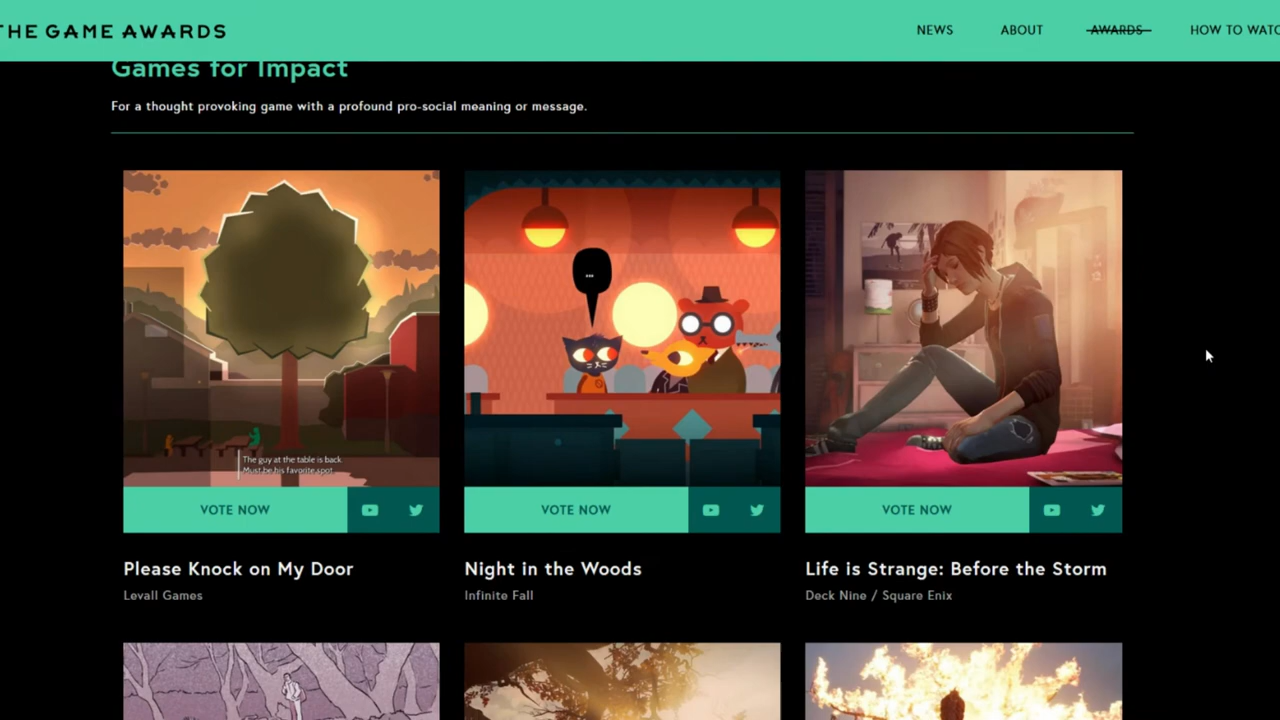 THE GAME AWARDS
NEWS
ABOUT
AWARDS
HOW TO WATC
Games for Impact
For a thought provoking game with a profound pro-social meaning or message.
...
The guy at the table is back
Must be his favorite spot
VOTE NOW
VOTE NOW
VOTE NOW
Please Knock on My Door
Night in the Woods
Life is Strange: Before the Storm
Levall Games
Infinite Fall
Deck Nine / Square Enix